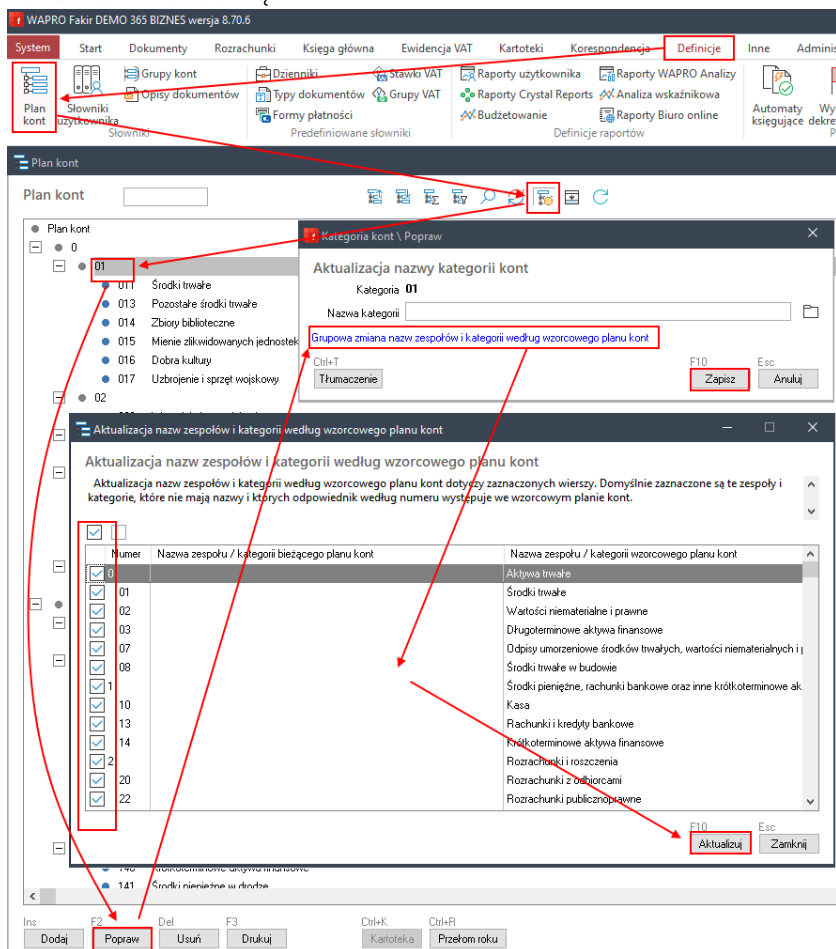 WAPRO Fakir DEMO 365 BIZNES wersja 8.70.6
System Start Dokumenty Rozrachunki Księga główna Ewidencja VAT Kartoteki Korespondencja Definicje Inne Adminis
Grupy kont Dzienniki Stawki VAT Raporty użytkownika Raporty WAPRO Analizy
Opisy dokumentów Typy dokumentów Grupy VAT Raporty Crystal Reports Analiza wskaźnikowa
Plan kont Słowniki użytkownika Formy płatności Budżetowanie Raporty Biuro online Automaty księgujące Wy dekre
Słowniki Predefiniowane słowniki Definicje raportów P
Plan kont
Plan kont
Plan kont
0
01
011 Środki trwałe
013 Pozostałe środki trwałe
014 Zbiory biblioteczne
015 Mienie zlikwidowanych jednostek
016 Dobra kultury
017 Uzbrojenie i sprzęt wojskowy
02
Kategoria kont \ Popraw
Aktualizacja nazwy kategorii kont
Kategoria 01
Nazwa kategorii
Grupowa zmiana nazw zespołów i kategorii według wzorcowego planu kont
Ctrl+T F10 Esc
Tłumaczenie Zapisz Anuluj
Aktualizacja nazw zespołów i kategorii według wzorcowego planu kont
Aktualizacja nazw zespołów i kategorii według wzorcowego planu kont
Aktualizacja nazw zespołów i kategorii według wzorcowego planu kont dotyczy zaznaczonych wierszy. Domyślnie zaznaczone są te zespoły i
kategorie, które nie mają nazwy i których odpowiednik według numeru występuje we wzorcowym planie kont.
Numer Nazwa zespołu / kategorii bieżącego planu kont Nazwa zespołu / kategorii wzorcowego planu kont
0 Aktywa trwałe
01 Środki trwałe
02 Wartości niematerialne i prawne
03 Długoterminowe aktywa finansowe
07 Odpisy umorzeniowe środków trwałych, wartości niematerialnych i
08 Środki trwałe w budowie
1 Środki pieniężne, rachunki bankowe oraz inne krótkoterminowe ak
10 Kasa
13 Rachunki i kredyty bankowe
14 Krótkoterminowe aktywa finansowe
2 Rozrachunki i roszczenia
20 Rozrachunki z odbiorcami
22 Rozrachunki publicznoprawne
F10 Esc
Aktualizuj Zamknij
140 Krótkoterminowe aktywa finansowe
141 Środki pieniężne w drodze
Ins F2 Del F3 Ctrl+K Ctrl+R
Dodaj Popraw Usuń Drukuj Kartoteka Przełom roku